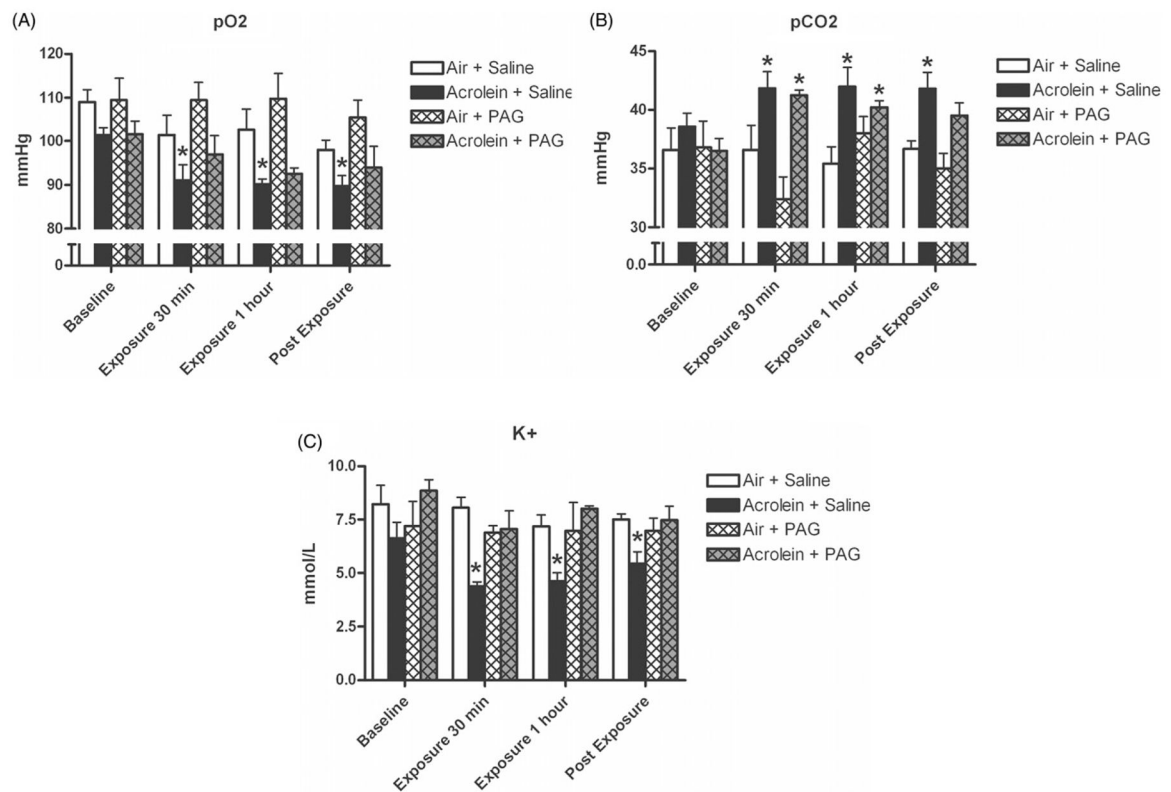 (A)
pO2
120
110
100
90
80
0
mmHg
*
*
*
Air + Saline
Acrolein + Saline
Air + PAG
Acrolein + PAG
Baseline
Exposure 30 min
Exposure 1 hour
Post Exposure
(B)
pCO2
45
40
35
30
0.0
mmHg
*
*
*
*
*
Air + Saline
Acrolein + Saline
Air + PAG
Acrolein + PAG
Baseline
Exposure 30 min
Exposure 1 hour
Post Exposure
(C)
K+
10.0
7.5
5.0
2.5
0.0
mmol/L
*
*
*
Air + Saline
Acrolein + Saline
Air + PAG
Acrolein + PAG
Baseline
Exposure 30 min
Exposure 1 hour
Post Exposure